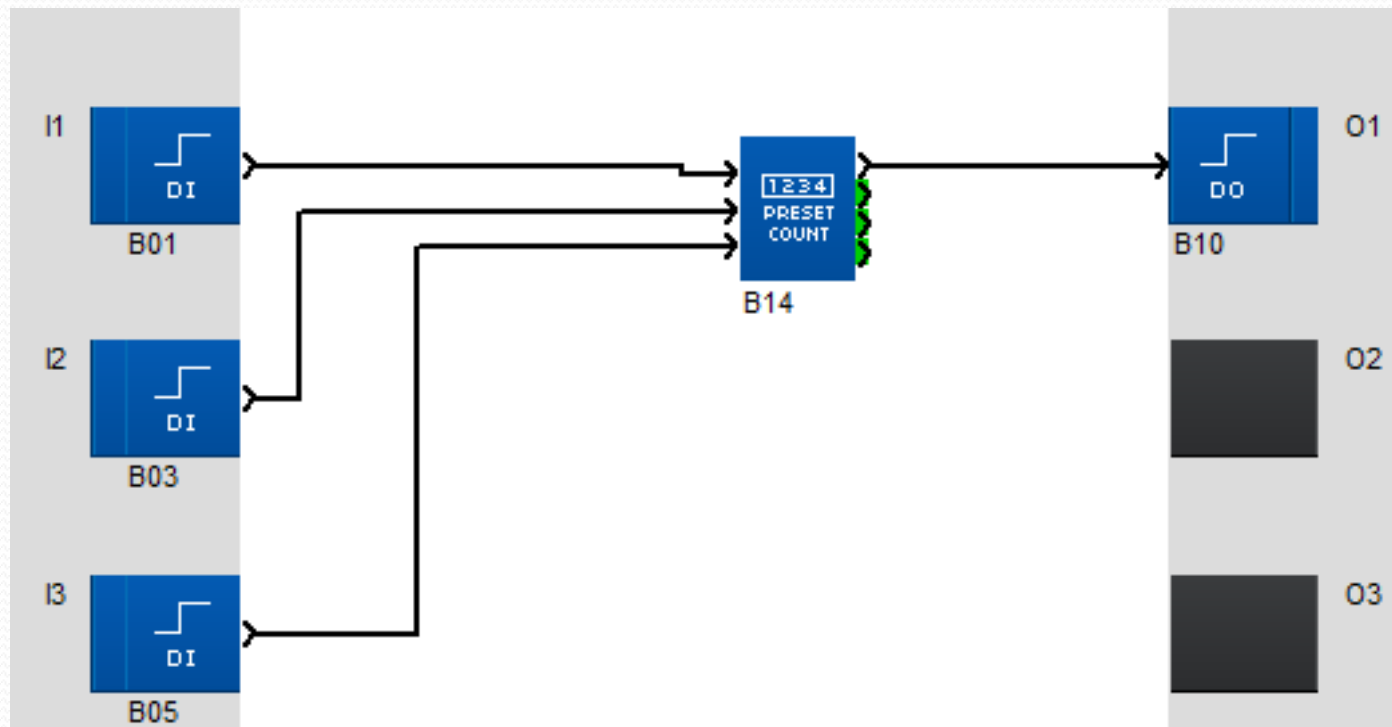 I1
DI
B01
1234
PRESET
COUNT
B14
DO
B10
O1
I2
DI
B03
O2
I3
DI
B05
O3